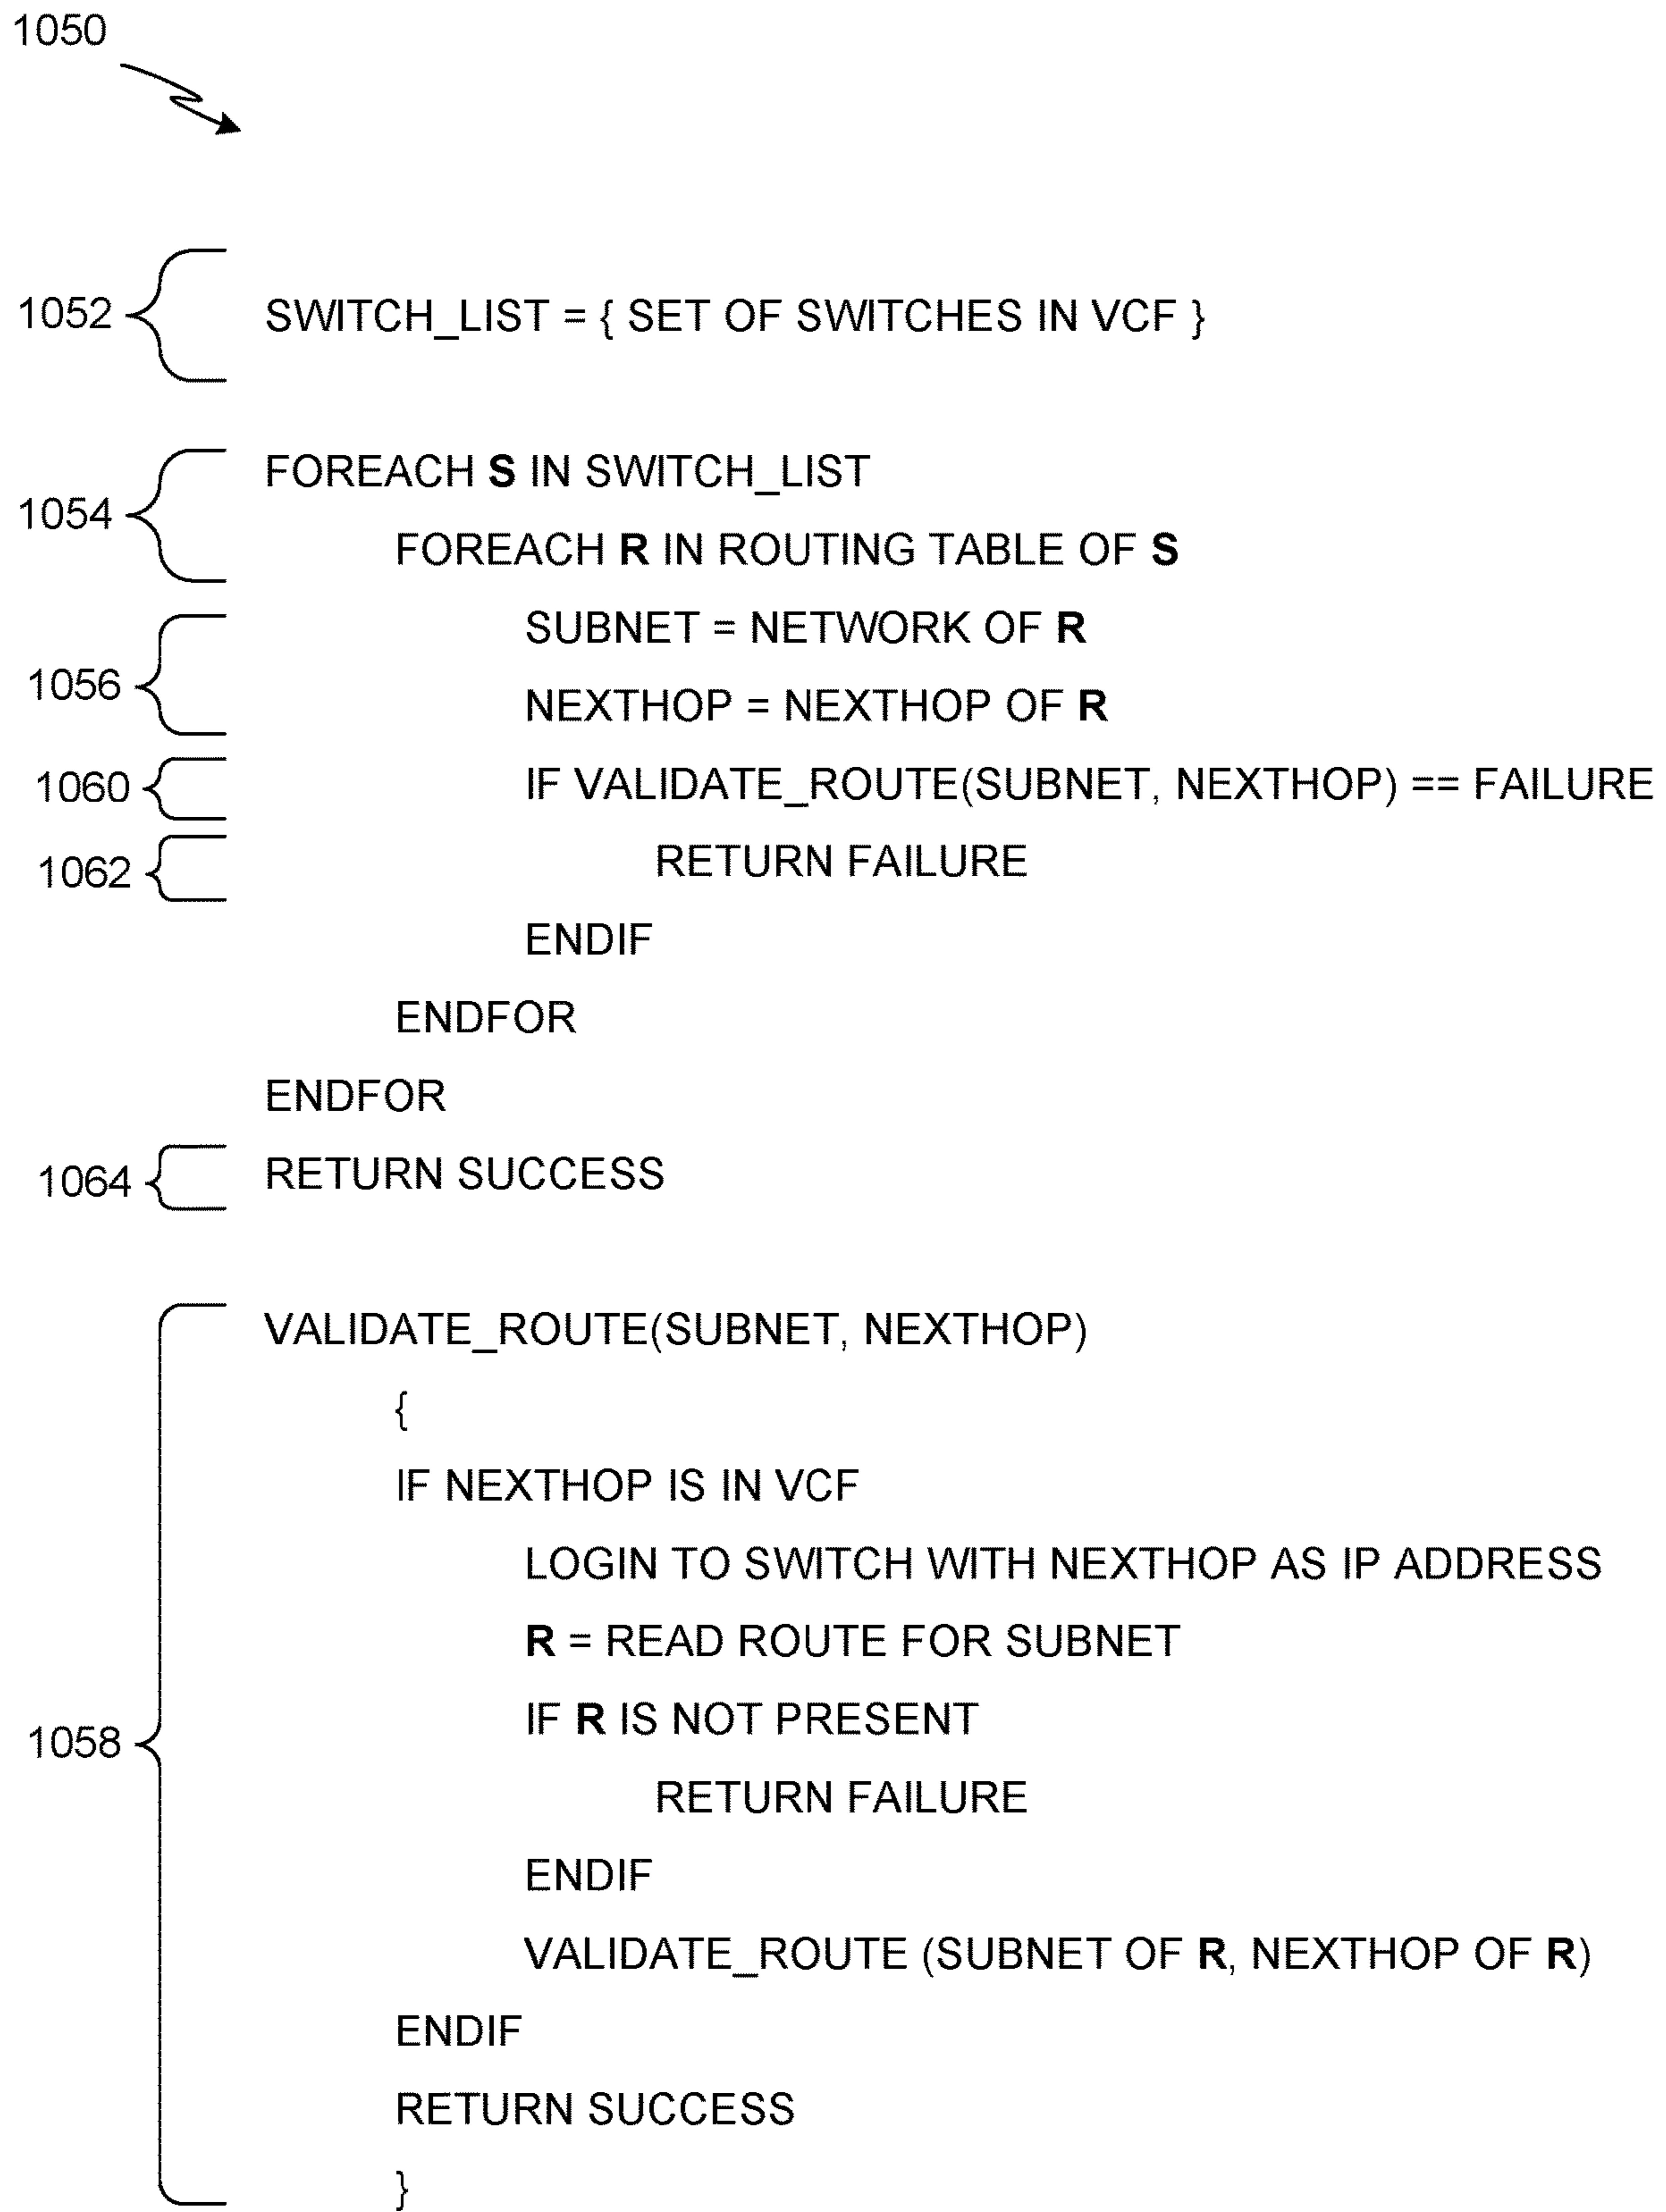 1050
1052 SWITCH_LIST = { SET OF SWITCHES IN VCF }
1054 FOREACH S IN SWITCH_LIST
FOREACH R IN ROUTING TABLE OF S
1056 SUBNET = NETWORK OF R
NEXTHOP = NEXTHOP OF R
1060 IF VALIDATE_ROUTE(SUBNET, NEXTHOP) == FAILURE
1062 RETURN FAILURE
ENDIF
ENDFOR
ENDFOR
1064 RETURN SUCCESS
1058 VALIDATE_ROUTE(SUBNET, NEXTHOP)
{
IF NEXTHOP IS IN VCF
LOGIN TO SWITCH WITH NEXTHOP AS IP ADDRESS
R = READ ROUTE FOR SUBNET
IF R IS NOT PRESENT
RETURN FAILURE
ENDIF
VALIDATE_ROUTE (SUBNET OF R, NEXTHOP OF R)
ENDIF
RETURN SUCCESS
}